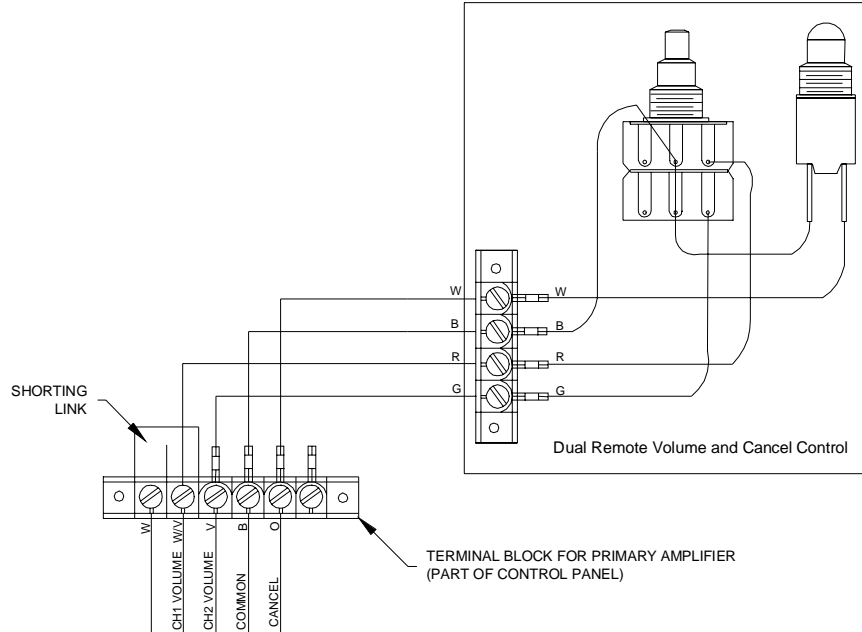 W
W
B
B
R
R
G
G
SHORTING
LINK
Dual Remote Volume and Cancel Control
W
W/V
V
B
O
CH1 VOLUME
CH2 VOLUME
COMMON
CANCEL
TERMINAL BLOCK FOR PRIMARY AMPLIFIER
(PART OF CONTROL PANEL)